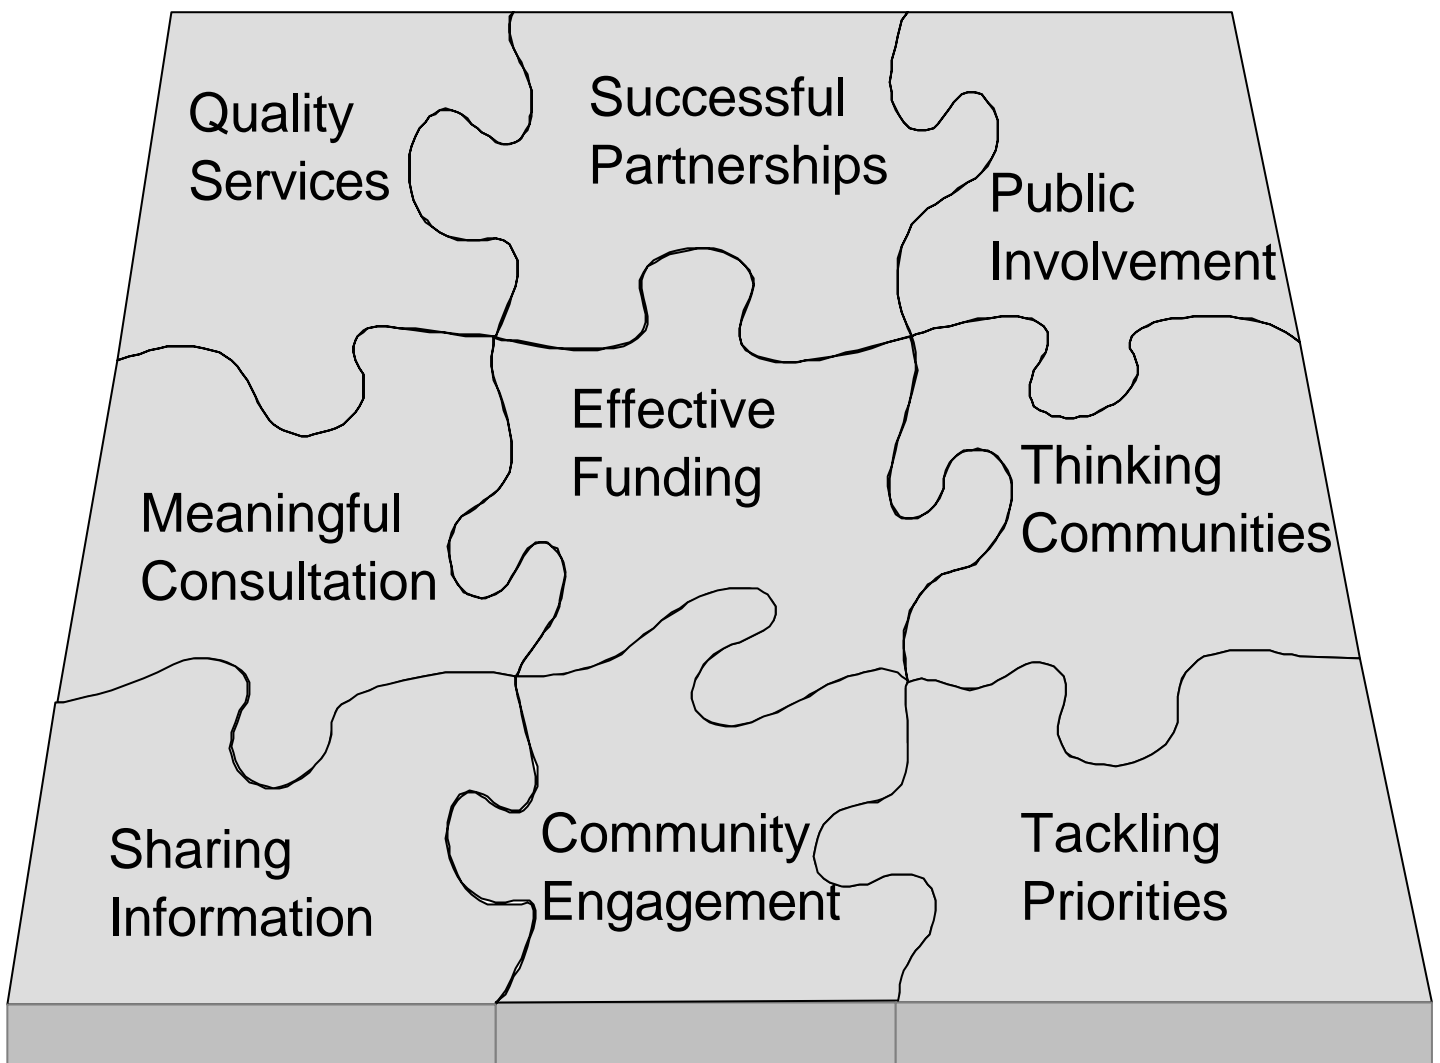 Quality
Services
Successful
Partnerships
Public
Involvement
Meaningful
Consultation
Effective
Funding
Thinking
Communities
Sharing
Information
Community
Engagement
Tackling
Priorities